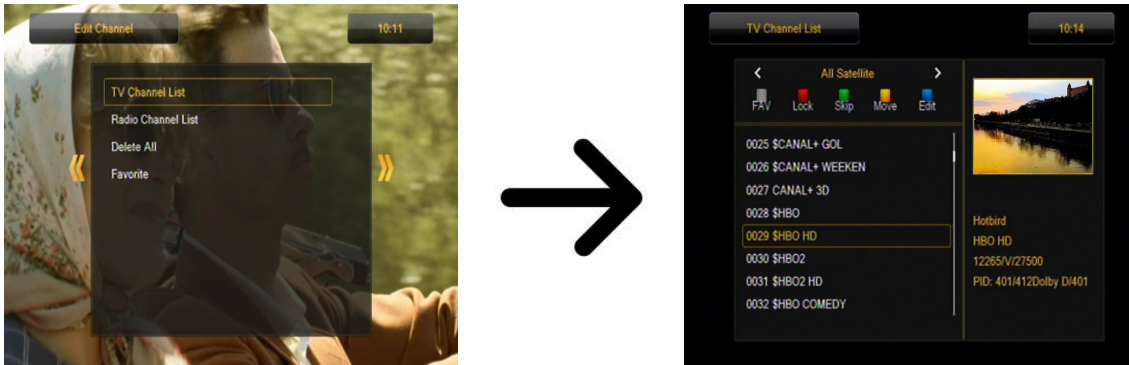 Edit Channel
10:11
TV Channel List
Radio Channel List
Delete All
Favorite
TV Channel List
10:14
All Satellite
FAV Lock Skip Move Edit
0025 $CANAL+ GOL
0026 $CANAL+ WEEKEN
0027 CANAL+ 3D
0028 $HBO
0029 $HBO HD
0030 $HBO2
0031 $HBO2 HD
0032 $HBO COMEDY
Hotbird
HBO HD
12265/V/27500
PID: 401/412Dolby D/401